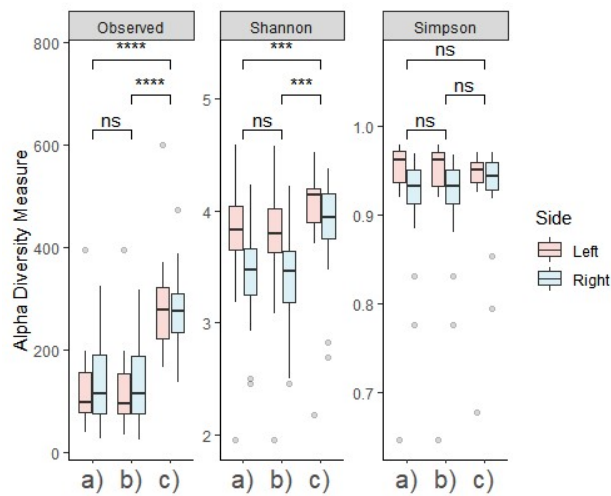 Observed
Shannon
Simpson
Alpha Diversity Measure
800
600
400
200
0
****
****
ns
a)
b)
c)
5
4
3
2
***
***
ns
a)
b)
c)
1.0
0.9
0.8
0.7
ns
ns
ns
a)
b)
c)
Side
Left
Right